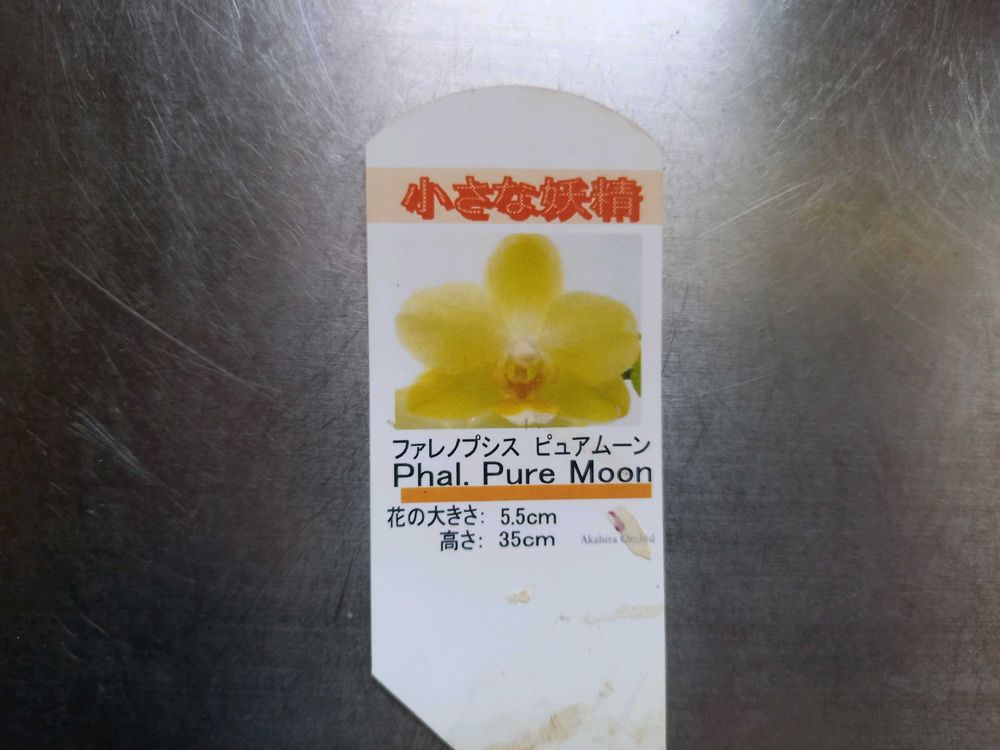 小さな妖精
ファレノプシス ピュアムーン
Phal. Pure Moon
花の大きさ: 5.5cm
高さ: 35cm
Akabira Orchid